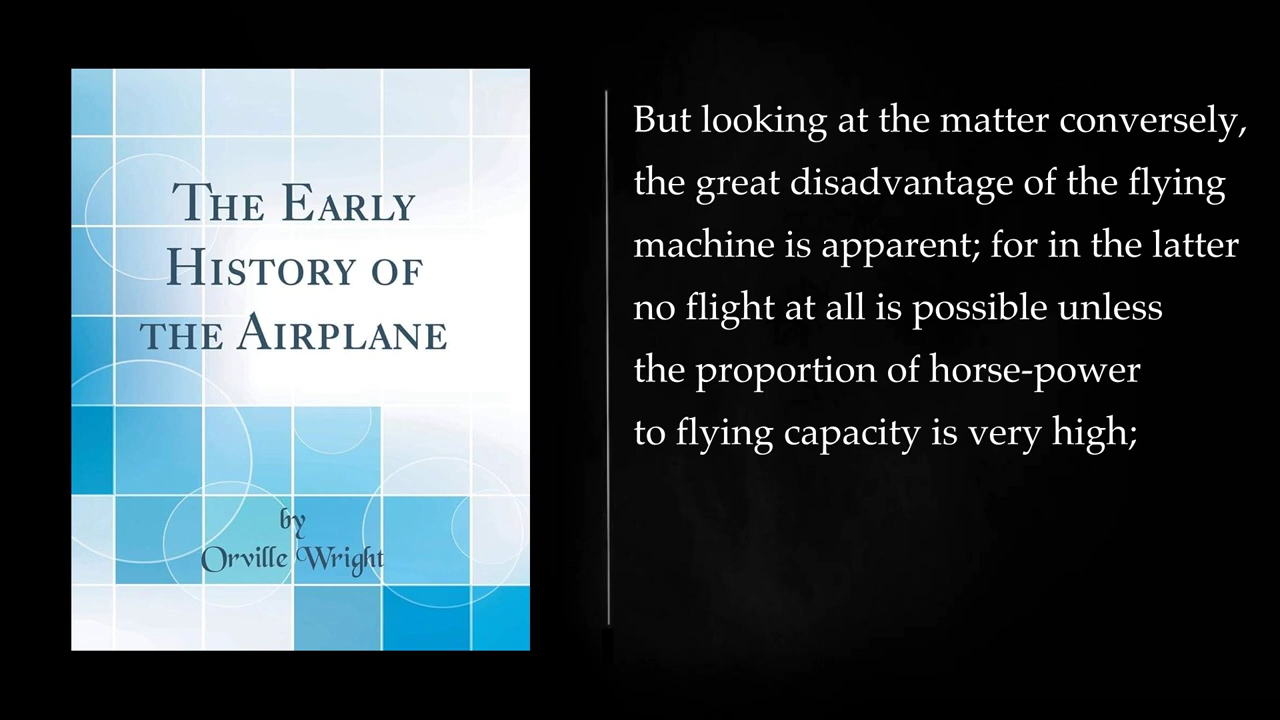 The Early
History of
the Airplane
by
Orville Wright
But looking at the matter conversely,
the great disadvantage of the flying
machine is apparent; for in the latter
no flight at all is possible unless
the proportion of horse-power
to flying capacity is very high;